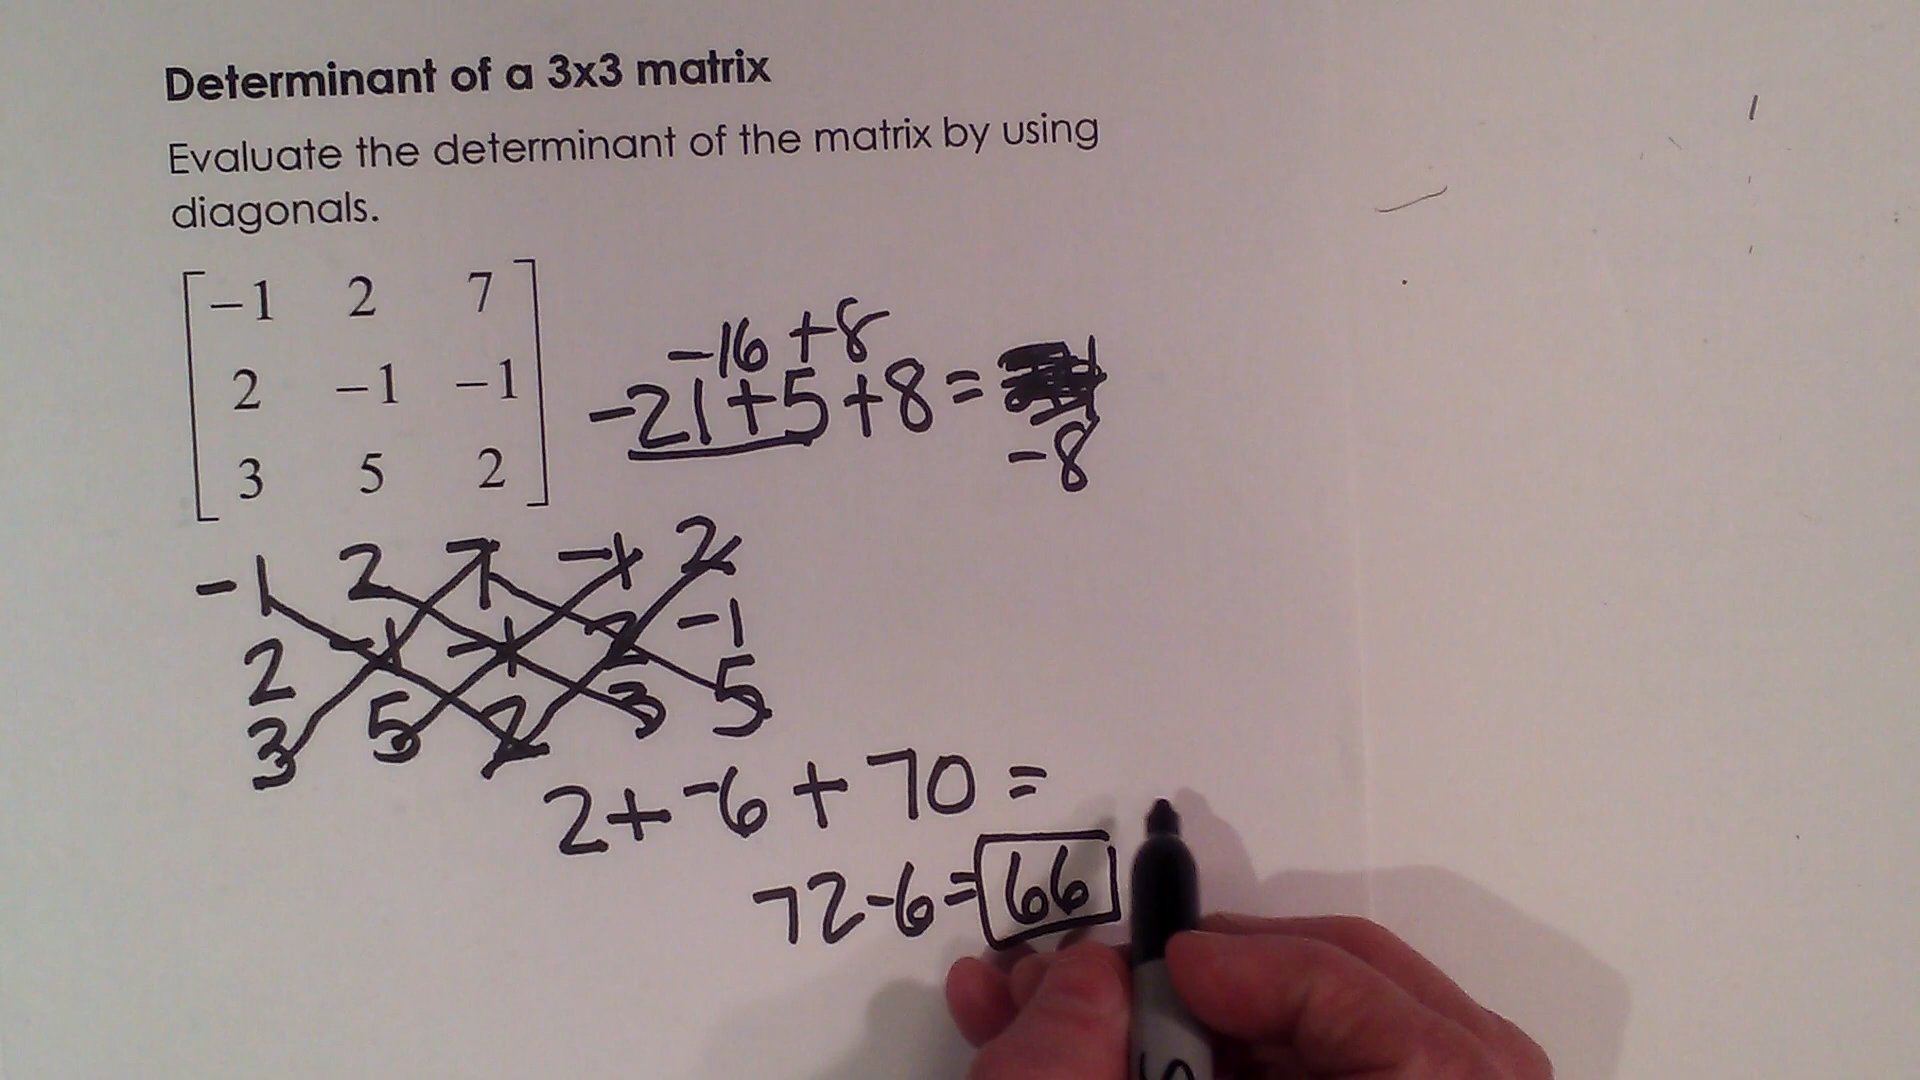 Determinant of a 3x3 matrix
Evaluate the determinant of the matrix by using
diagonals.
−1 2 7
2 −1 −1
3 5 2
-16 +8
-21+5+8=
-8
-1 2 7 -1 2
2 -1 -1 2 -1
3 5 2 3 5
2+-6+70=
72-6=66